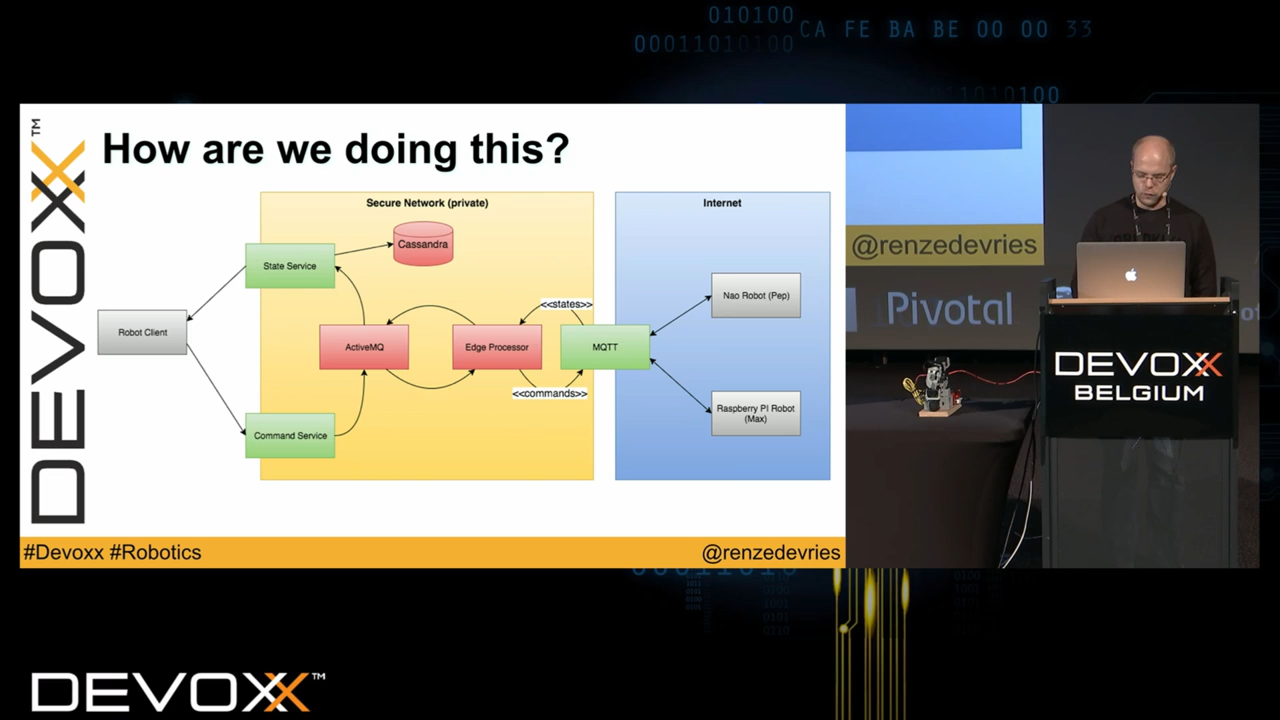 010100
00011010100
CA FE BA BE 00 00 33
11010100
DEVOXX™
How are we doing this?
Secure Network (private)
Internet
Cassandra
State Service
Nao Robot (Pep)
<<states>>
Robot Client
ActiveMQ
Edge Processor
MQTT
<<commands>>
Raspberry PI Robot
(Max)
Command Service
#Devoxx #Robotics
@renzedevries
@renzedevries
Pivotal
DEVOXX
BELGIUM
DEVOXX™